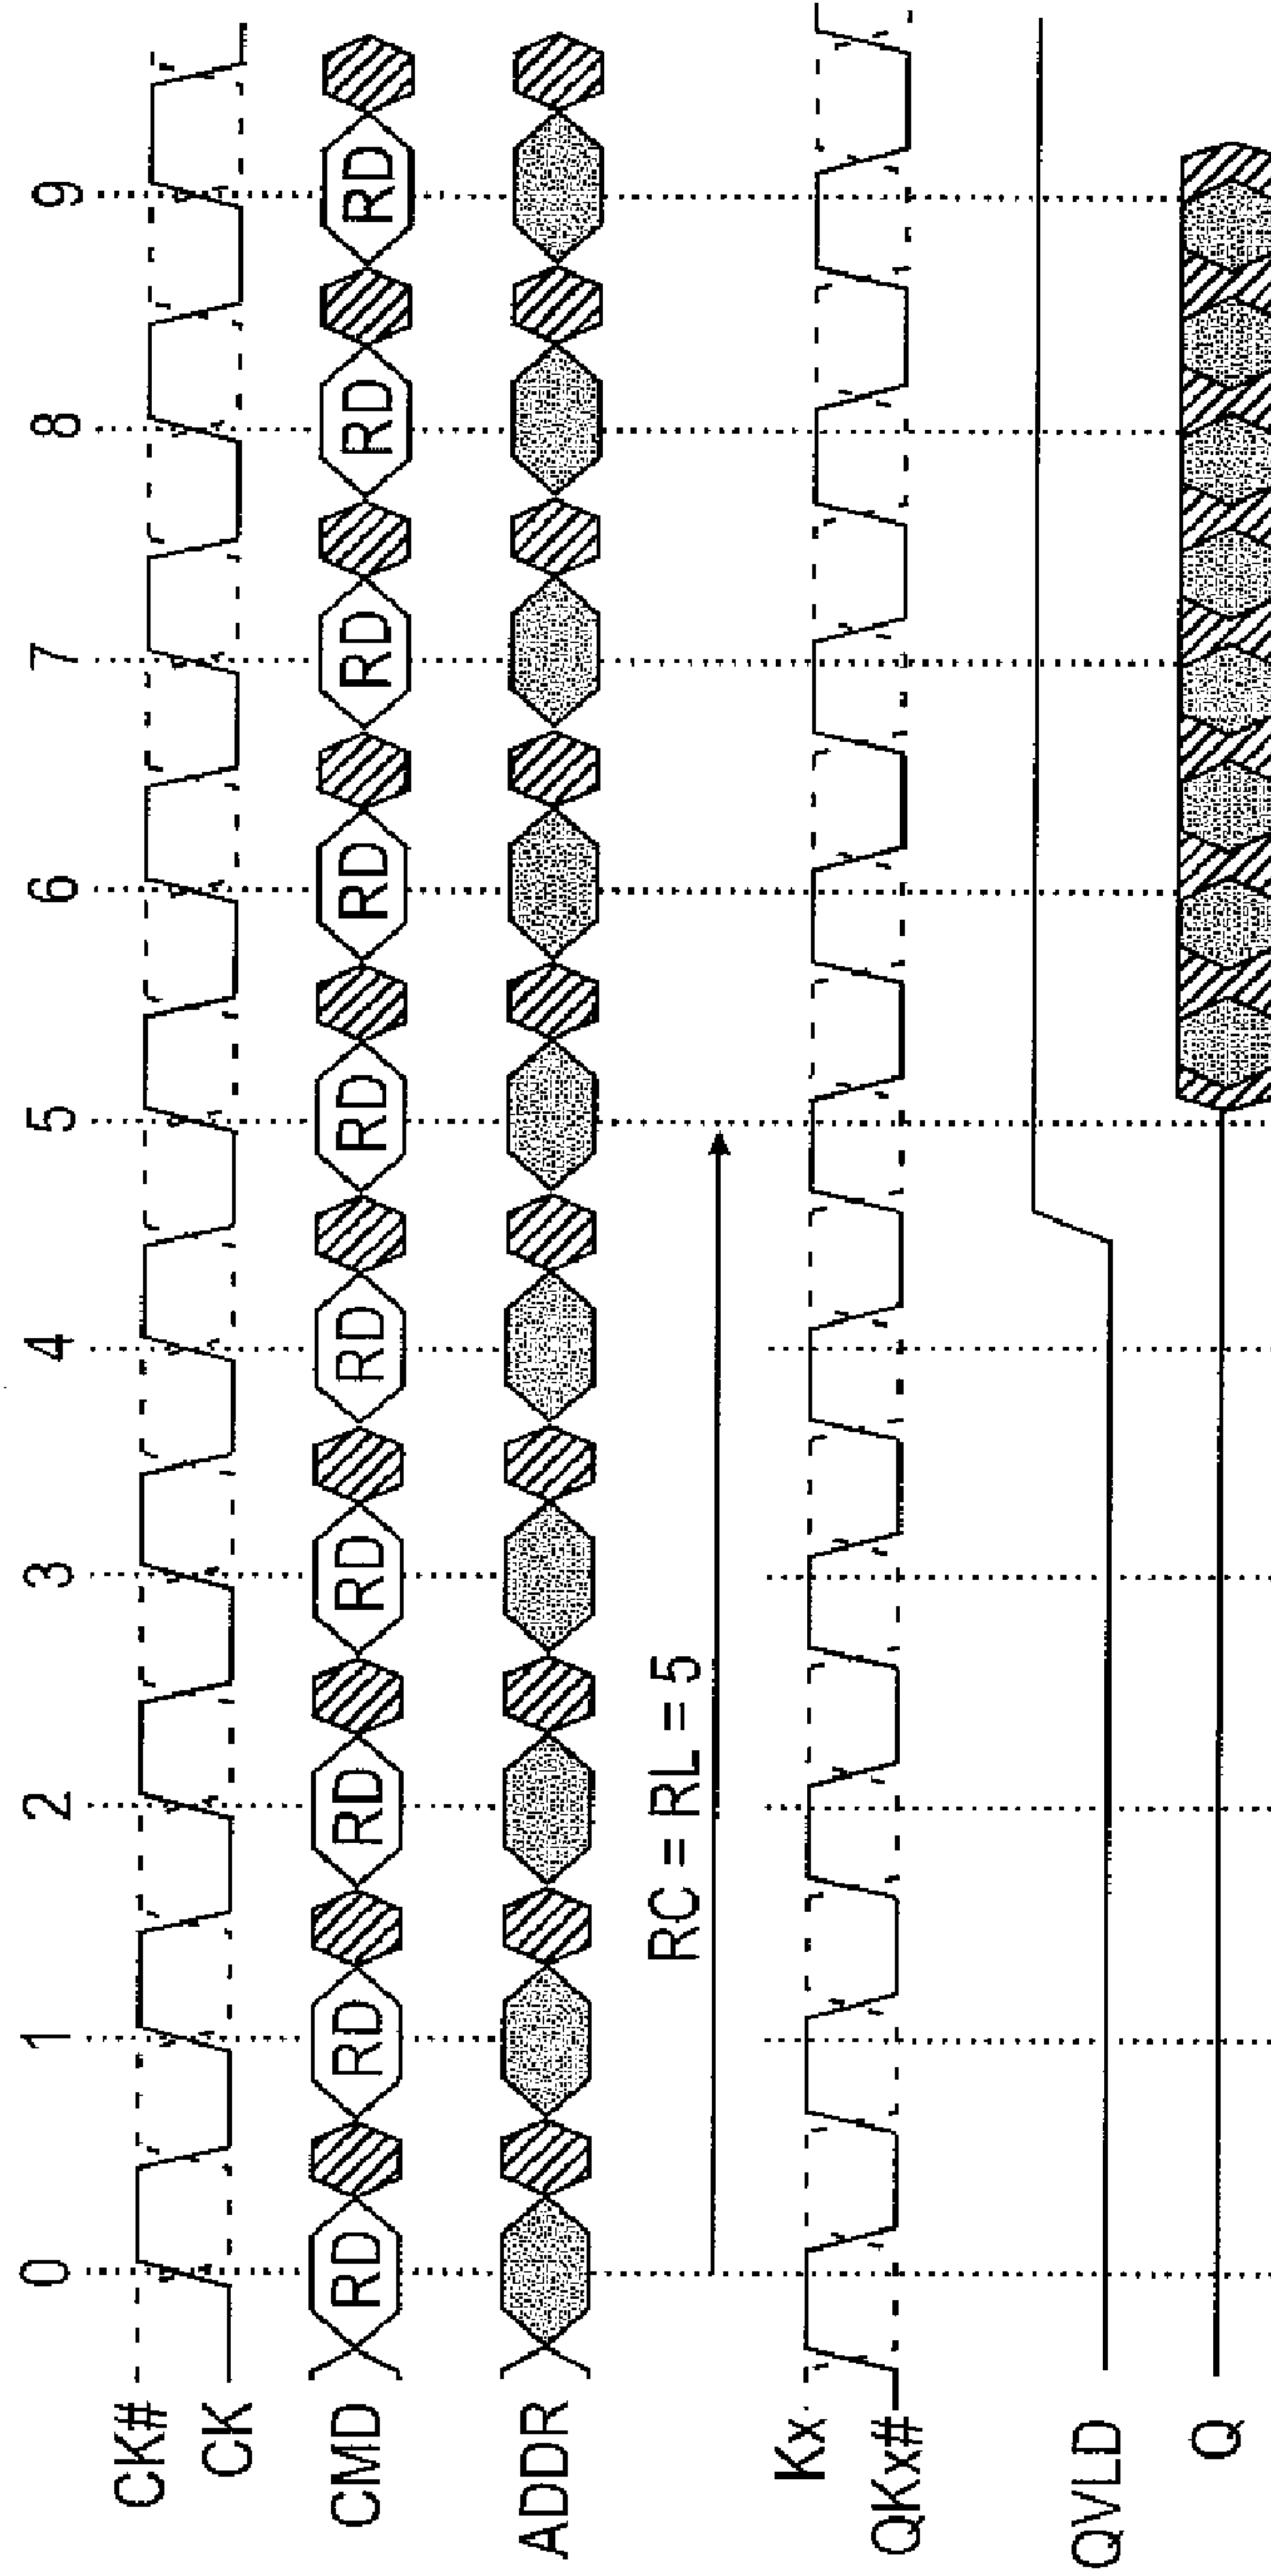 0 1 2 3 4 5 6 7 8 9
CK#
CK
CMD RD RD RD RD RD RD RD RD RD RD
ADDR
RC = RL = 5
Kx
QKx#
QVLD
Q